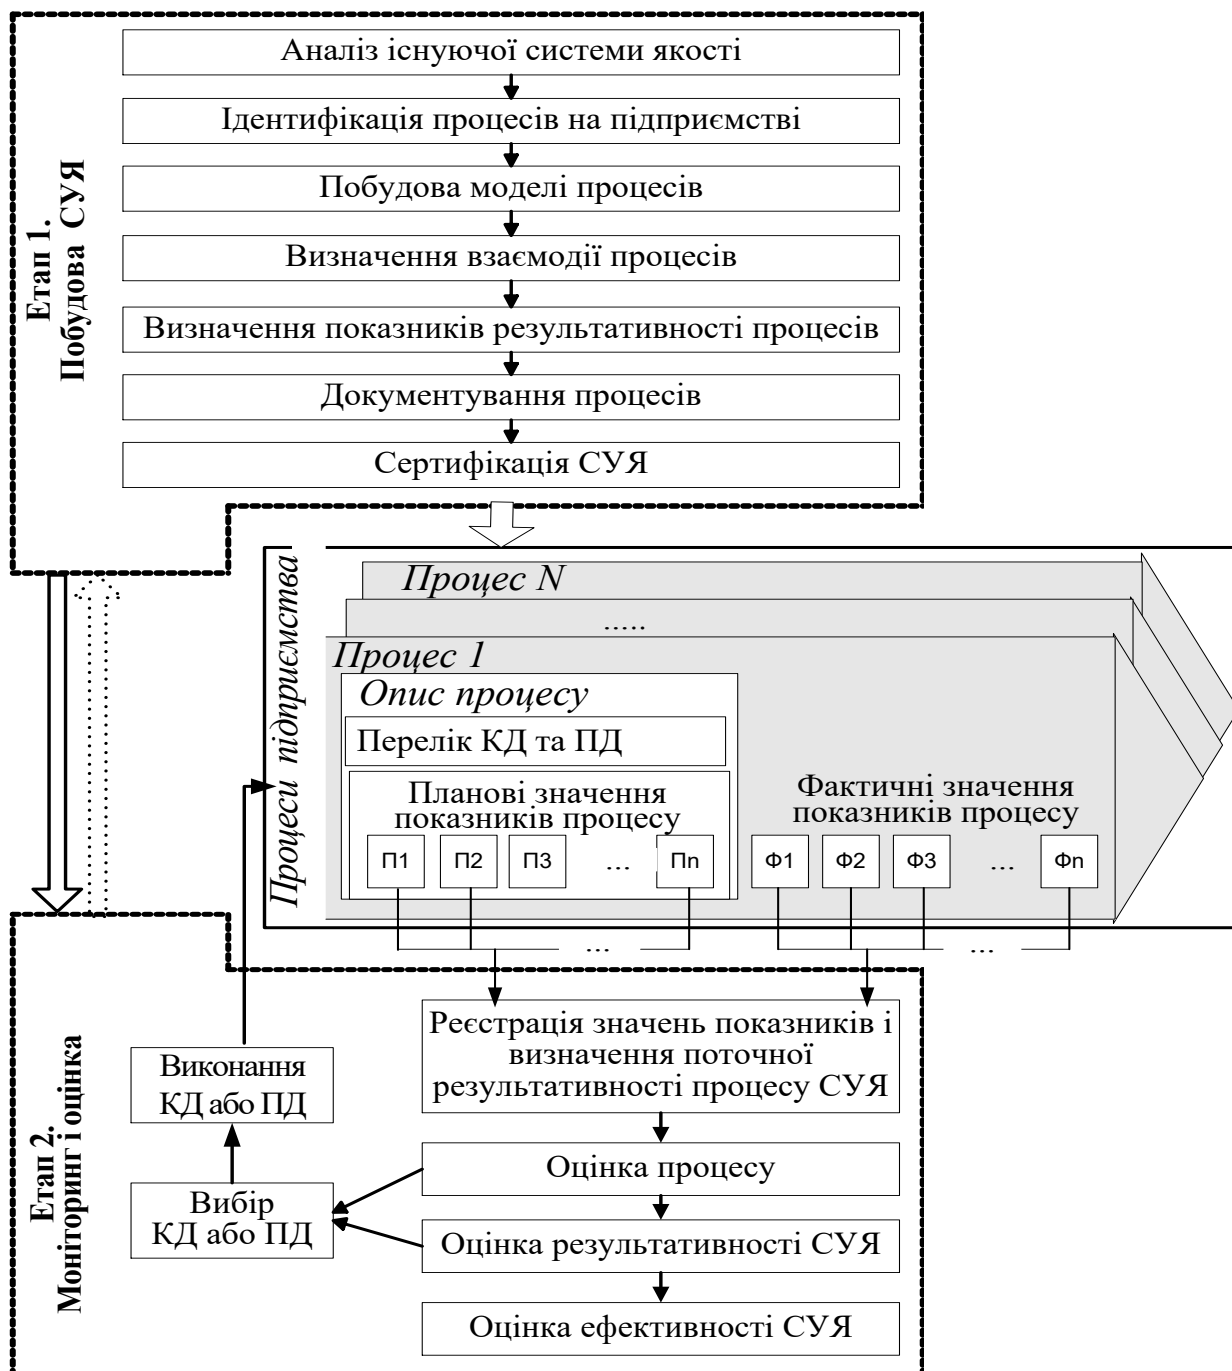 Етап 1.
Побудова СУЯ
Аналіз існуючої системи якості
Ідентифікація процесів на підприємстві
Побудова моделі процесів
Визначення взаємодії процесів
Визначення показників результативності процесів
Документування процесів
Сертифікація СУЯ
Процеси підприємства
Процес N
.....
Процес 1
Опис процесу
Перелік КД та ПД
Планові значення
показників процесу
П1 П2 П3 ... Пn
Фактичні значення
показників процесу
Ф1 Ф2 Ф3 ... Фn
... ...
Етап 2.
Моніторинг і оцінка
Реєстрація значень показників і
визначення поточної
результативності процесу СУЯ
Виконання
КД або ПД
Оцінка процесу
Вибір
КД або ПД
Оцінка результативності СУЯ
Оцінка ефективності СУЯ